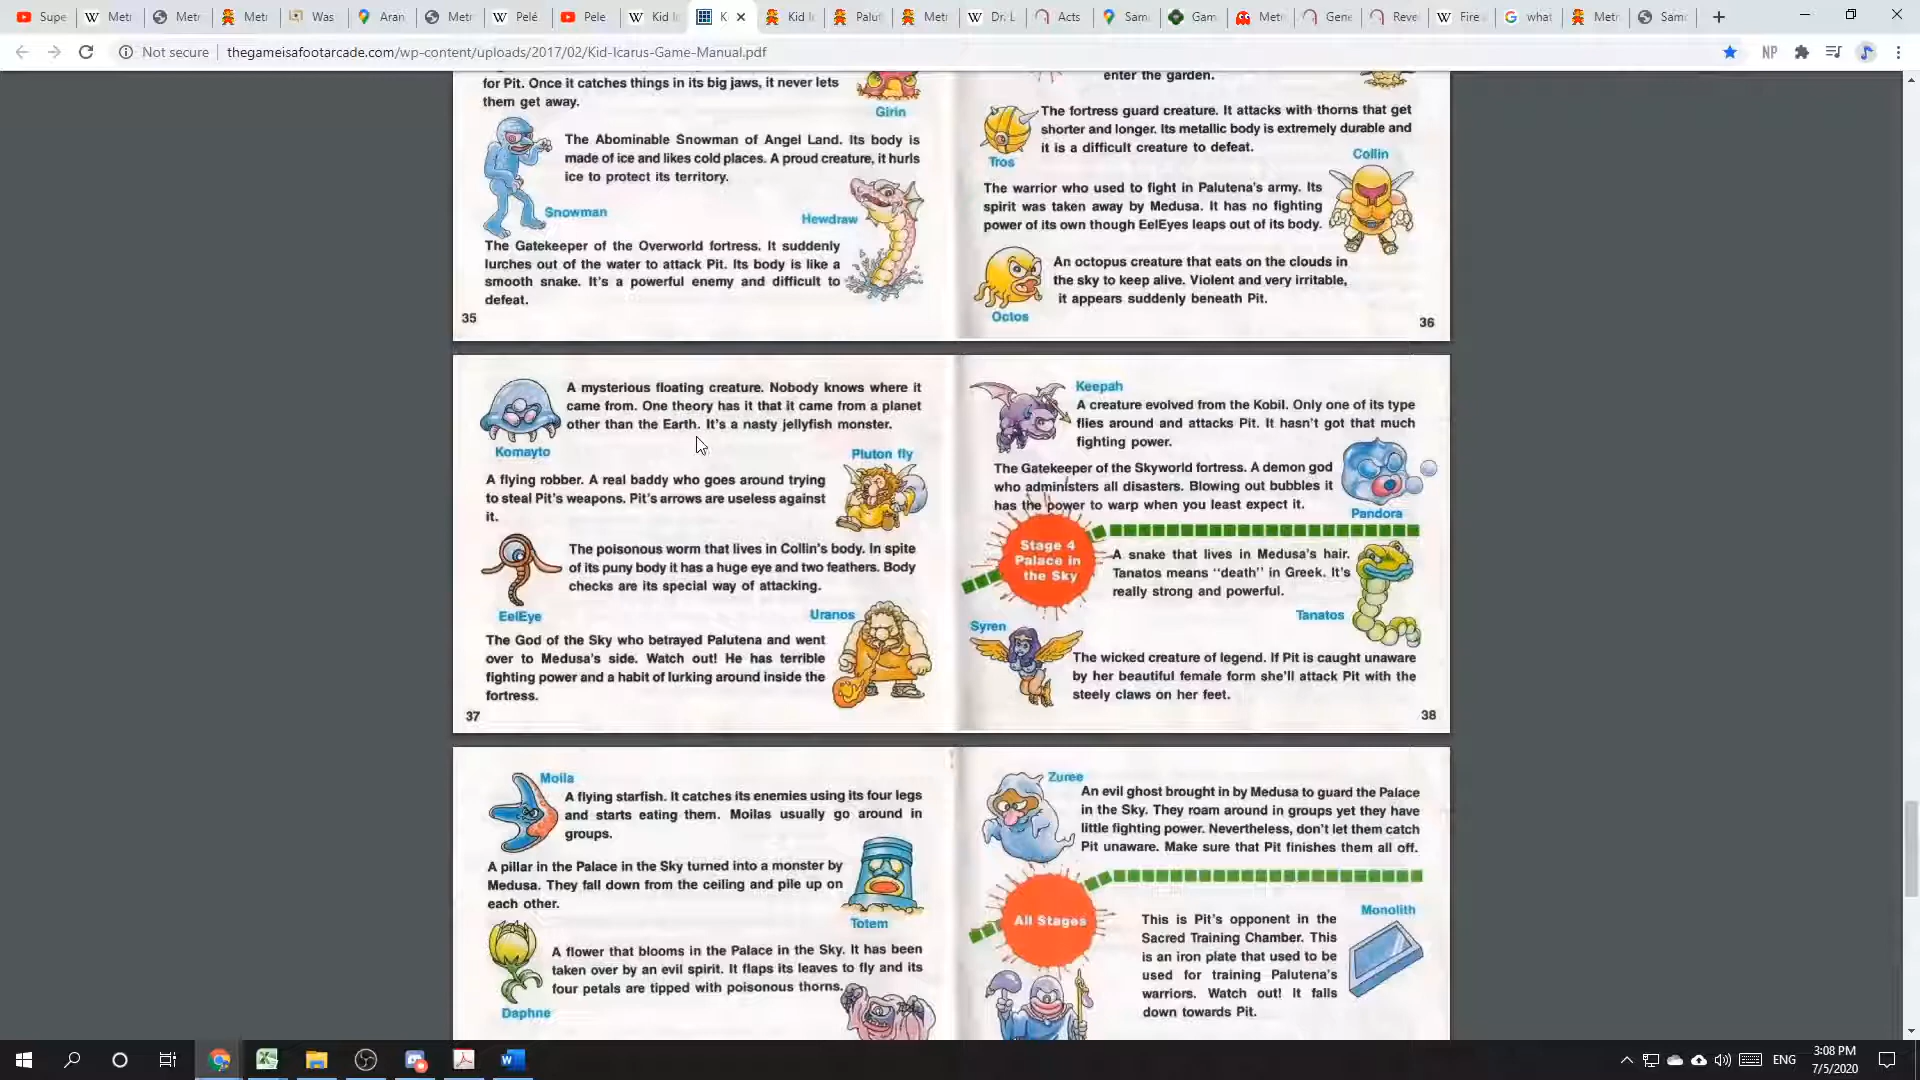 Supe
Metr
Metr
Metr
Was
Aran
Metr
Pelé
Pele
Kid I
K
Kid I
Palut
Metr
Dr. L
Acts
Sam
Gam
Metr
Gene
Reve
Fire
what
Metr
Sam
Not secure
thegameisafootarcade.com/wp-content/uploads/2017/02/Kid-Icarus-Game-Manual.pdf
NP
for Pit. Once it catches things in its big jaws, it never lets
them get away.
Girin
The Abominable Snowman of Angel Land. Its body is
made of ice and likes cold places. A proud creature, it hurls
ice to protect its territory.
Snowman
Hewdraw
The Gatekeeper of the Overworld fortress. It suddenly
lurches out of the water to attack Pit. Its body is like a
smooth snake. It's a powerful enemy and difficult to
defeat.
35
enter the garden.
The fortress guard creature. It attacks with thorns that get
shorter and longer. Its metallic body is extremely durable and
it is a difficult creature to defeat.
Tros
Collin
The warrior who used to fight in Palutena's army. Its
spirit was taken away by Medusa. It has no fighting
power of its own though EelEyes leaps out of its body.
An octopus creature that eats on the clouds in
the sky to keep alive. Violent and very irritable,
it appears suddenly beneath Pit.
Octos
36
A mysterious floating creature. Nobody knows where it
came from. One theory has it that it came from a planet
other than the Earth. It's a nasty jellyfish monster.
Komayto
Pluton fly
A flying robber. A real baddy who goes around trying
to steal Pit's weapons. Pit's arrows are useless against
it.
The poisonous worm that lives in Collin's body. In spite
of its puny body it has a huge eye and two feathers. Body
checks are its special way of attacking.
EelEye
Uranos
The God of the Sky who betrayed Palutena and went
over to Medusa's side. Watch out! He has terrible
fighting power and a habit of lurking around inside the
fortress.
37
Keepah
A creature evolved from the Kobil. Only one of its type
flies around and attacks Pit. It hasn't got that much
fighting power.
The Gatekeeper of the Skyworld fortress. A demon god
who administers all disasters. Blowing out bubbles it
has the power to warp when you least expect it.
Pandora
Stage 4
Palace in
the Sky
A snake that lives in Medusa's hair.
Tanatos means "death" in Greek. It's
really strong and powerful.
Tanatos
Syren
The wicked creature of legend. If Pit is caught unaware
by her beautiful female form she'll attack Pit with the
steely claws on her feet.
38
Moila
A flying starfish. It catches its enemies using its four legs
and starts eating them. Moilas usually go around in
groups.
A pillar in the Palace in the Sky turned into a monster by
Medusa. They fall down from the ceiling and pile up on
each other.
Totem
A flower that blooms in the Palace in the Sky. It has been
taken over by an evil spirit. It flaps its leaves to fly and its
four petals are tipped with poisonous thorns.
Daphne
Zuree
An evil ghost brought in by Medusa to guard the Palace
in the Sky. They roam around in groups yet they have
little fighting power. Nevertheless, don't let them catch
Pit unaware. Make sure that Pit finishes them all off.
All Stages
Monolith
This is Pit's opponent in the
Sacred Training Chamber. This
is an iron plate that used to be
used for training Palutena's
warriors. Watch out! It falls
down towards Pit.
ENG
3:08 PM
7/5/2020